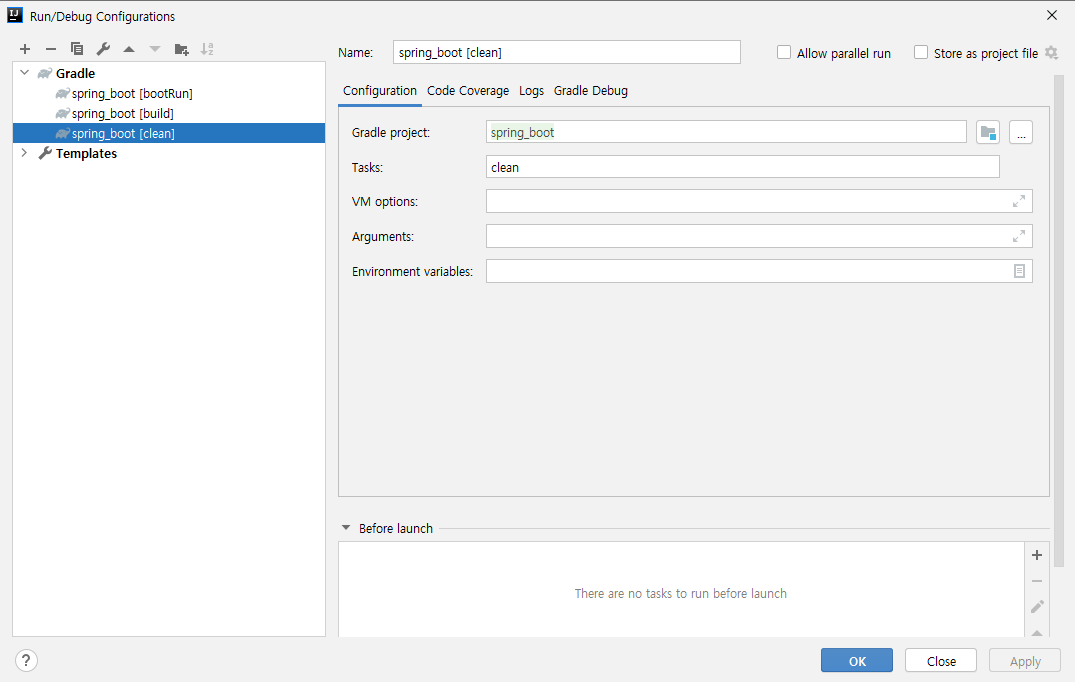 IJ Run/Debug Configurations
Name: spring_boot [clean] Allow parallel run Store as project file
Gradle
spring_boot [bootRun]
spring_boot [build]
spring_boot [clean]
Templates
Configuration Code Coverage Logs Gradle Debug
Gradle project: spring_boot ...
Tasks: clean
VM options:
Arguments:
Environment variables:
Before launch
There are no tasks to run before launch
? OK Close Apply